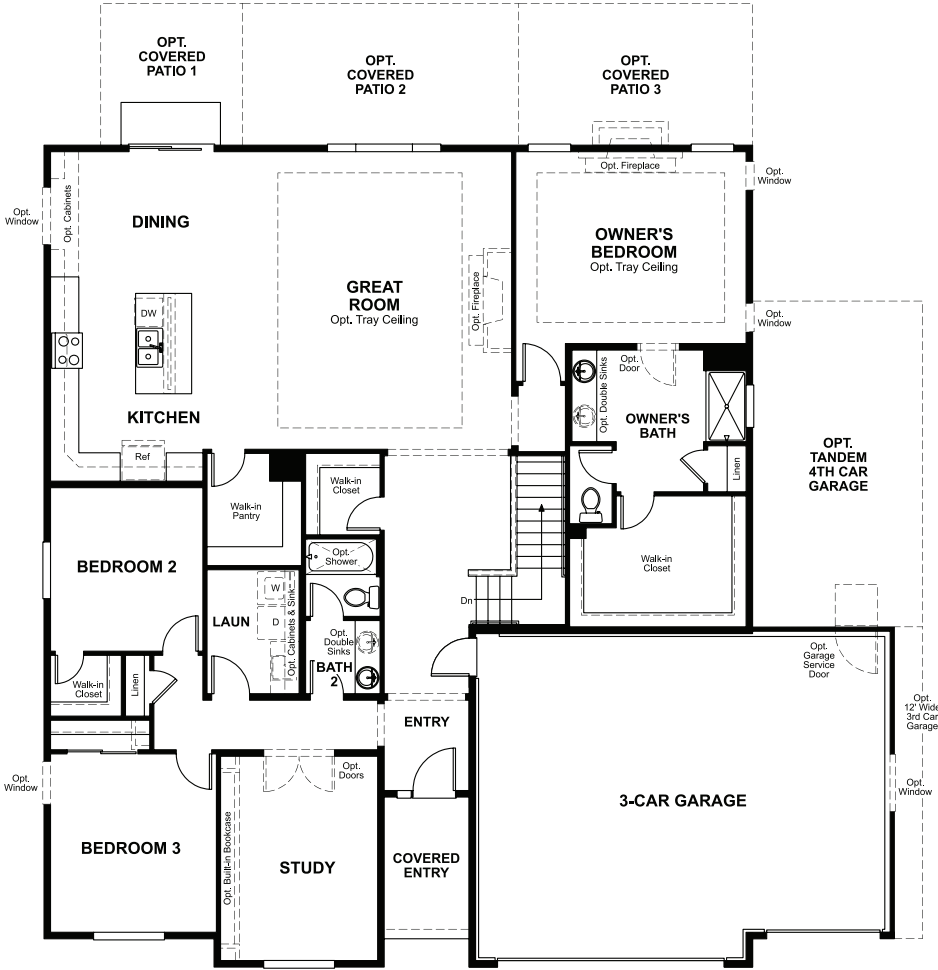 OPT.
COVERED
PATIO 1
OPT.
COVERED
PATIO 2
OPT.
COVERED
PATIO 3
Opt. Fireplace
Opt.
Window
Opt. Cabinets
Opt.
Window
DINING
OWNER'S
BEDROOM
Opt. Tray Ceiling
GREAT
ROOM
Opt. Tray Ceiling
Opt. Fireplace
DW
Opt.
Window
Opt.
Door
Opt. Double Sinks
KITCHEN
OWNER'S
BATH
Ref
Linen
OPT.
TANDEM
4TH CAR
GARAGE
Walk-in
Closet
Walk-in
Pantry
Opt.
Shower
Walk-in
Closet
BEDROOM 2
W
D
Opt. Cabinets & Sink
LAUN
Dn
Opt.
Double
Sinks
BATH
2
Opt.
Garage
Service
Door
Walk-in
Closet
Linen
ENTRY
Opt.
12' Wide
3rd Car
Garage
Opt.
Window
Opt.
Doors
Opt.
Window
3-CAR GARAGE
BEDROOM 3
Opt. Built-in Bookcase
STUDY
COVERED
ENTRY